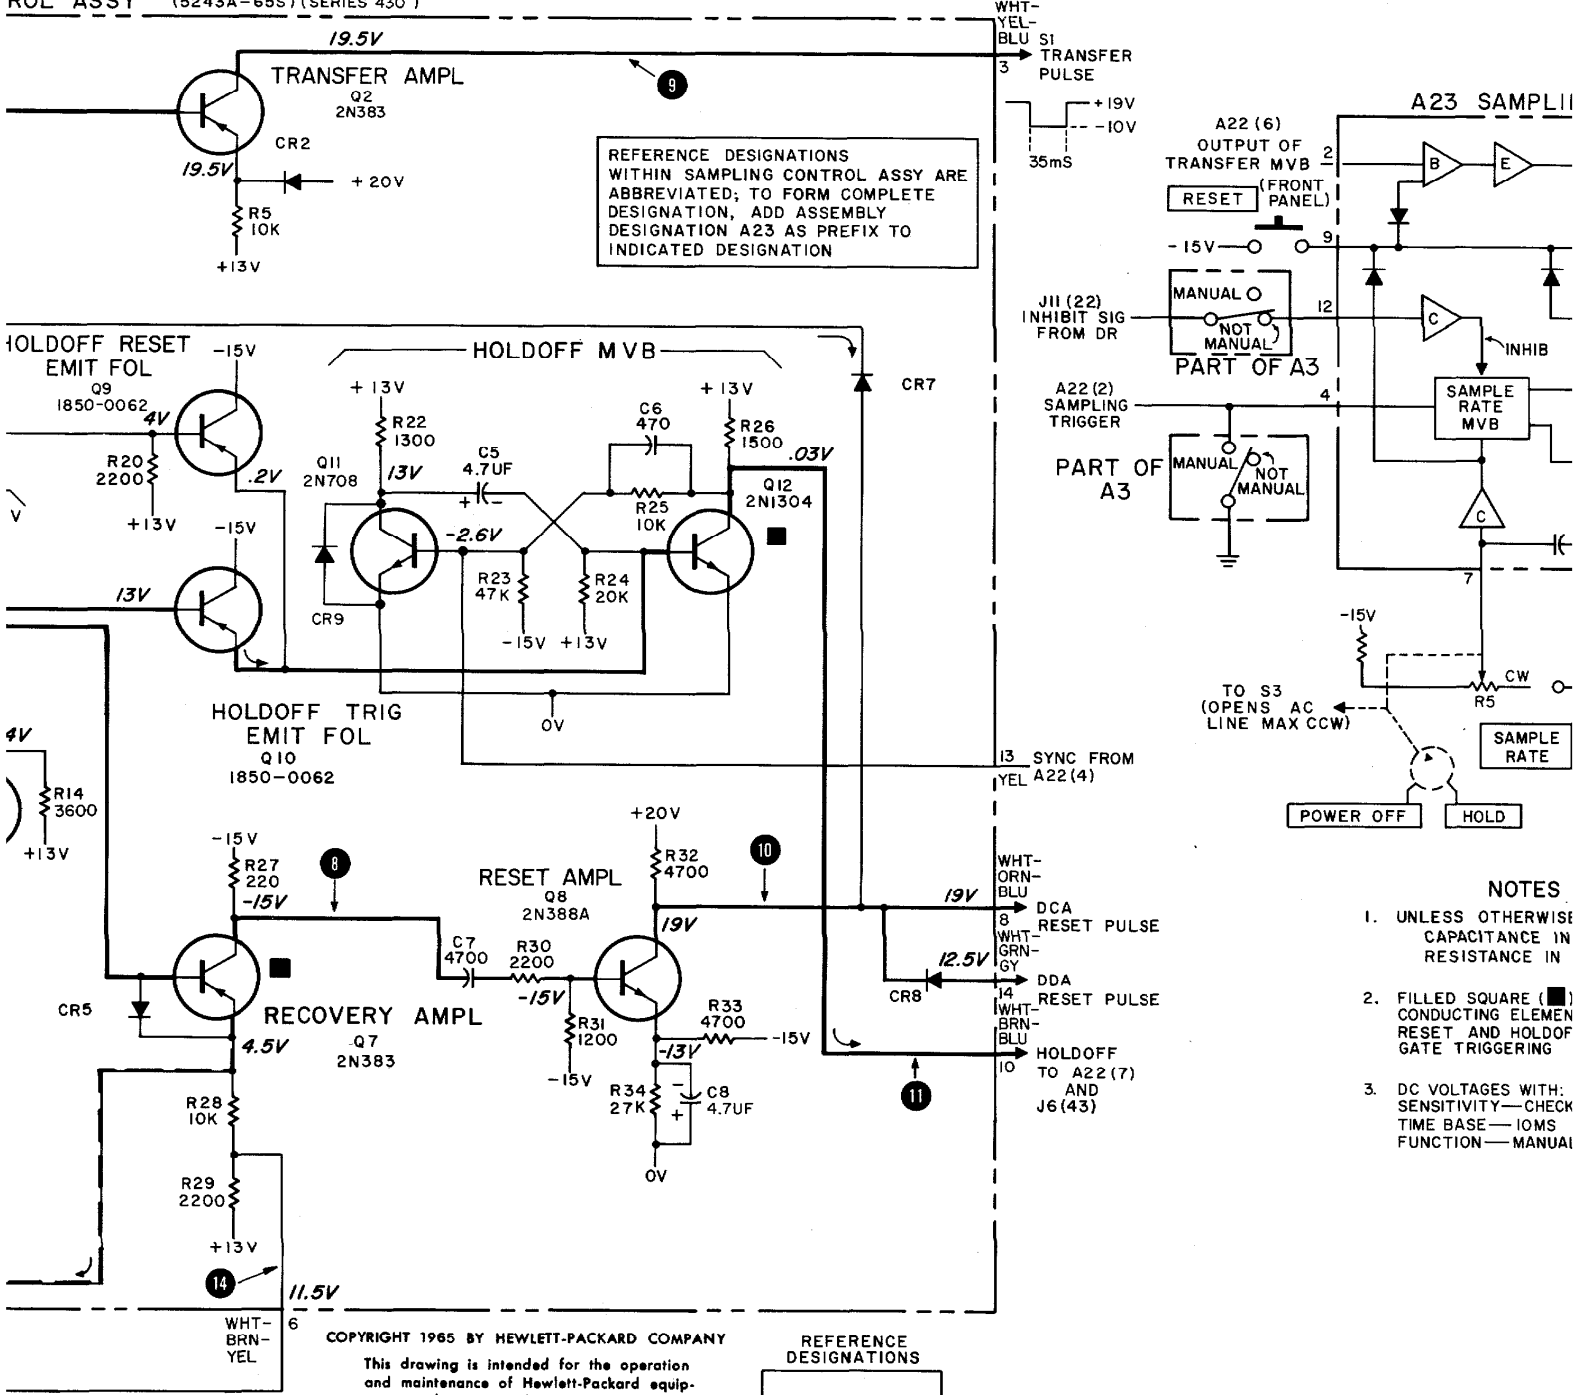 ROL ASSY (5243A-65S) (SERIES 430)
WHT-
YEL-
BLU
S1
3
TRANSFER
PULSE
19.5V
9
TRANSFER AMPL
Q2
2N383
19.5V
CR2
+20V
R5
10K
+13V
REFERENCE DESIGNATIONS
WITHIN SAMPLING CONTROL ASSY ARE
ABBREVIATED; TO FORM COMPLETE
DESIGNATION, ADD ASSEMBLY
DESIGNATION A23 AS PREFIX TO
INDICATED DESIGNATION
+19V
-10V
35mS
A23 SAMPLI
A22(6)
OUTPUT OF
TRANSFER MVB
2
B
E
RESET
(FRONT
PANEL)
-15V
9
MANUAL
NOT
MANUAL
PART OF A3
J11(22)
INHIBIT SIG
FROM DR
12
C
INHIB
A22(2)
SAMPLING
TRIGGER
4
SAMPLE
RATE
MVB
PART OF
A3
MANUAL
NOT
MANUAL
C
7
-15V
CW
R5
TO S3
(OPENS AC
LINE MAX CCW)
SAMPLE
RATE
POWER OFF
HOLD
HOLDOFF RESET
EMIT FOL
Q9
1850-0062
-15V
4V
R20
2200
+13V
.2V
V
-15V
13V
HOLDOFF TRIG
EMIT FOL
Q10
1850-0062
HOLDOFF MVB
+13V
R22
1300
13V
Q11
2N708
C5
4.7UF
+
-
C6
470
R25
10K
+13V
R26
1500
.03V
Q12
2N1304
CR7
-2.6V
CR9
R23
47K
-15V
R24
20K
+13V
0V
13
YEL
SYNC FROM
A22(4)
4V
R14
3600
+13V
-15V
R27
220
-15V
8
C7
4700
R30
2200
-15V
R31
1200
-15V
RESET AMPL
Q8
2N388A
+20V
R32
4700
10
19V
R33
4700
-15V
-13V
R34
27K
-
+
C8
4.7UF
0V
CR5
RECOVERY AMPL
Q7
2N383
4.5V
R28
10K
R29
2200
+13V
14
11.5V
WHT-
BRN-
YEL
6
WHT-
ORN-
BLU
19V
8
DCA
RESET PULSE
WHT-
GRN-
GY
12.5V
CR8
14
DDA
RESET PULSE
WHT-
BRN-
BLU
10
HOLDOFF
TO A22(7)
AND
J6(43)
11
NOTES
1. UNLESS OTHERWISE
CAPACITANCE IN
RESISTANCE IN
2. FILLED SQUARE (■)
CONDUCTING ELEMEN
RESET AND HOLDOF
GATE TRIGGERING
3. DC VOLTAGES WITH:
SENSITIVITY—CHECK
TIME BASE—10MS
FUNCTION—MANUAL
COPYRIGHT 1965 BY HEWLETT-PACKARD COMPANY
This drawing is intended for the operation
and maintenance of Hewlett-Packard equip-
REFERENCE
DESIGNATIONS